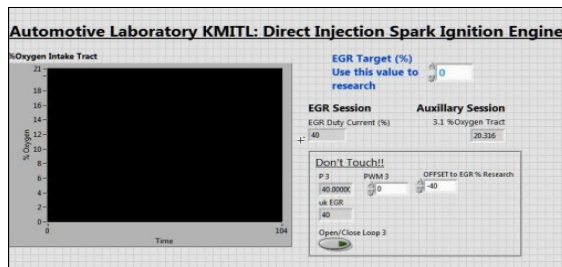 Automotive Laboratory KMITL: Direct Injection Spark Ignition Engine
%Oxygen Intake Tract
21
18
16
14
12
10
8
6
4
2
0
% Oxygen
0
104
Time
EGR Target (%)
Use this value to
research
0
EGR Session
Auxillary Session
EGR Duty Current (%)
3.1 %Oxygen Tract
40
20.316
Don't Touch!!
P 3
PWM 3
OFFSET to EGR % Research
40.0000
0
-40
uk EGR
40
Open/Close Loop 3